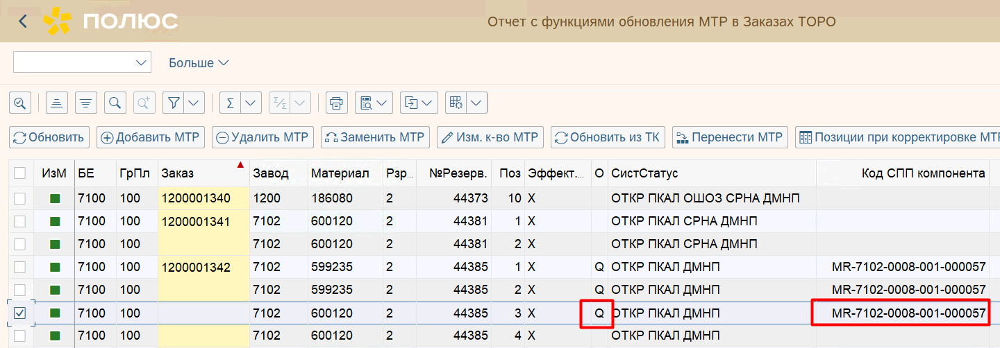 ПОЛЮС
Отчет с функциями обновления МТР в Заказах ТОРО
Больше
Обновить Добавить МТР Удалить МТР Заменить МТР Изм. к-во МТР Обновить из ТК Перенести МТР Позиции при корректировке МТР
ИзМ БЕ ГрПл Заказ Завод Материал Рзр... №Резерв. Поз Эффект... О СистСтатус Код СПП компонента
7100 100 1200001340 1200 186080 2 44373 10 X ОТКР ПКАЛ ОШОЗ СРНА ДМНП
7100 100 1200001341 7102 600120 2 44381 1 X ОТКР ПКАЛ СРНА ДМНП
7100 100 7102 600120 2 44381 2 X ОТКР ПКАЛ СРНА ДМНП
7100 100 1200001342 7102 599235 2 44385 1 X Q ОТКР ПКАЛ ДМНП MR-7102-0008-001-000057
7100 100 7102 599235 2 44385 2 X Q ОТКР ПКАЛ ДМНП MR-7102-0008-001-000057
7100 100 7102 600120 2 44385 3 X Q ОТКР ПКАЛ ДМНП MR-7102-0008-001-000057
7100 100 7102 600120 2 44385 4 X ОТКР ПКАЛ ДМНП